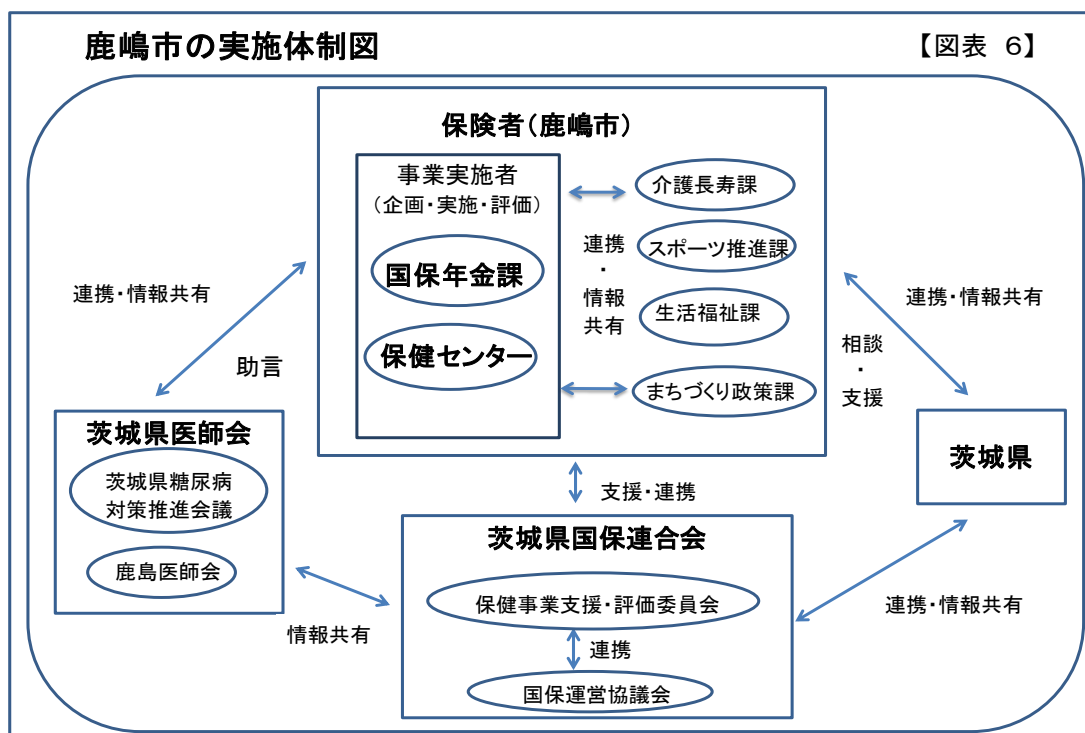 鹿嶋市の実施体制図
【図表 6】
保険者(鹿嶋市)
事業実施者
(企画・実施・評価)
国保年金課
保健センター
連携
・
情報
共有
介護長寿課
スポーツ推進課
生活福祉課
まちづくり政策課
連携・情報共有
助言
連携・情報共有
相談
・
支援
茨城県医師会
茨城県糖尿病
対策推進会議
鹿島医師会
茨城県
支援・連携
茨城県国保連合会
保健事業支援・評価委員会
連携
国保運営協議会
情報共有
連携・情報共有